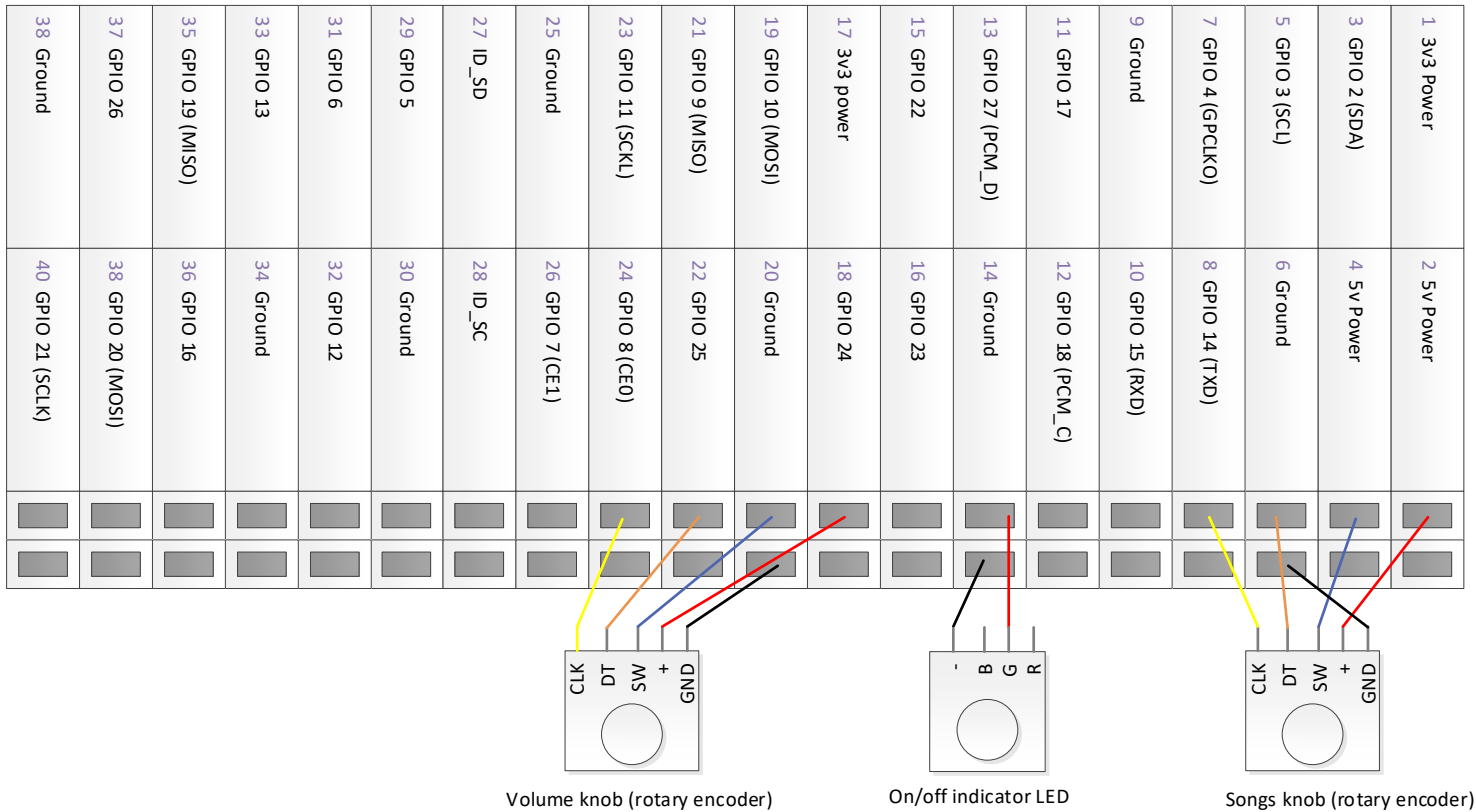 38 Ground
37 GPIO 26
35 GPIO 19 (MISO)
33 GPIO 13
31 GPIO 6
29 GPIO 5
27 ID_SD
25 Ground
23 GPIO 11 (SCKL)
21 GPIO 9 (MISO)
19 GPIO 10 (MOSI)
17 3v3 power
15 GPIO 22
13 GPIO 27 (PCM_D)
11 GPIO 17
9 Ground
7 GPIO 4 (GPCLKO)
5 GPIO 3 (SCL)
3 GPIO 2 (SDA)
1 3v3 Power
40 GPIO 21 (SCLK)
38 GPIO 20 (MOSI)
36 GPIO 16
34 Ground
32 GPIO 12
30 Ground
28 ID_SC
26 GPIO 7 (CE1)
24 GPIO 8 (CE0)
22 GPIO 25
20 Ground
18 GPIO 24
16 GPIO 23
14 Ground
12 GPIO 18 (PCM_C)
10 GPIO 15 (RXD)
8 GPIO 14 (TXD)
6 Ground
4 5v Power
2 5v Power
CLK
DT
SW
+
GND
-
B
G
R
CLK
DT
SW
+
GND
Volume knob (rotary encoder)
On/off indicator LED
Songs knob (rotary encoder)